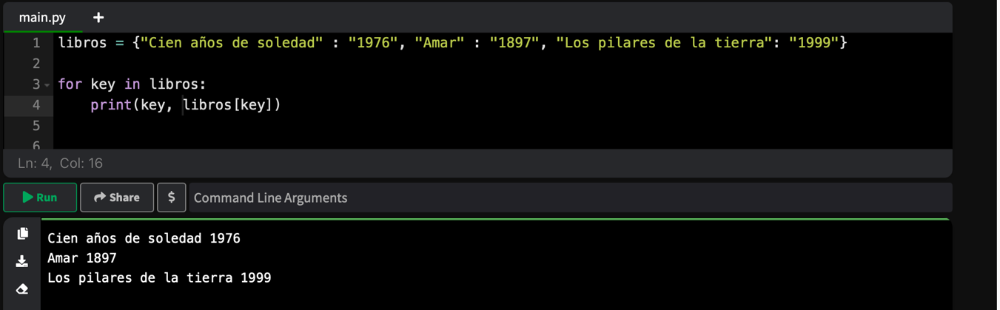 main.py +
1 libros = {"Cien años de soledad" : "1976", "Amar" : "1897", "Los pilares de la tierra": "1999"}
2
3 for key in libros:
4 print(key, libros[key])
5
6
Ln: 4, Col: 16
Run Share $ Command Line Arguments
Cien años de soledad 1976
Amar 1897
Los pilares de la tierra 1999